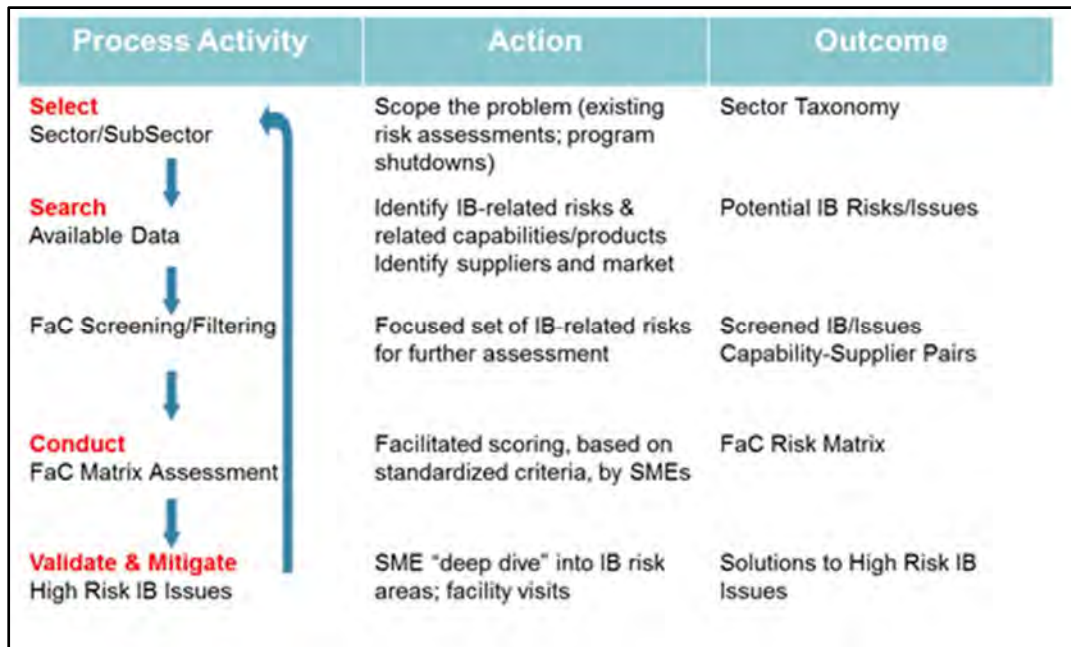 Process Activity
Action
Outcome
Select
Sector/SubSector
Scope the problem (existing
risk assessments; program
shutdowns)
Sector Taxonomy
Search
Available Data
Identify IB-related risks &
related capabilities/products
Identify suppliers and market
Potential IB Risks/Issues
FaC Screening/Filtering
Focused set of IB-related risks
for further assessment
Screened IB/Issues
Capability-Supplier Pairs
Conduct
FaC Matrix Assessment
Facilitated scoring, based on
standardized criteria, by SMEs
FaC Risk Matrix
Validate & Mitigate
High Risk IB Issues
SME “deep dive” into IB risk
areas; facility visits
Solutions to High Risk IB
Issues